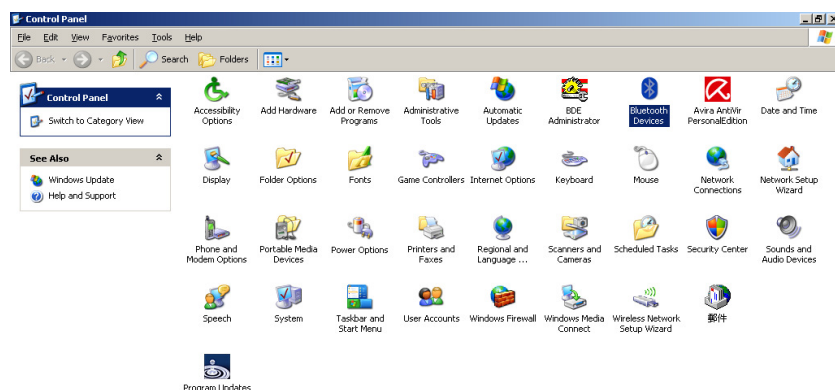 Control Panel
File Edit View Favorites Tools Help
Back Search Folders
Control Panel
Switch to Category View
See Also
Windows Update
Help and Support
Accessibility Options
Add Hardware
Add or Remove Programs
Administrative Tools
Automatic Updates
BDE Administrator
Bluetooth Devices
Avira AntiVir PersonalEdition
Date and Time
Display
Folder Options
Fonts
Game Controllers
Internet Options
Keyboard
Mouse
Network Connections
Network Setup Wizard
Phone and Modem Options
Portable Media Devices
Power Options
Printers and Faxes
Regional and Language ...
Scanners and Cameras
Scheduled Tasks
Security Center
Sounds and Audio Devices
Speech
System
Taskbar and Start Menu
User Accounts
Windows Firewall
Windows Media Connect
Wireless Network Setup Wizard
郵件
Program Updates